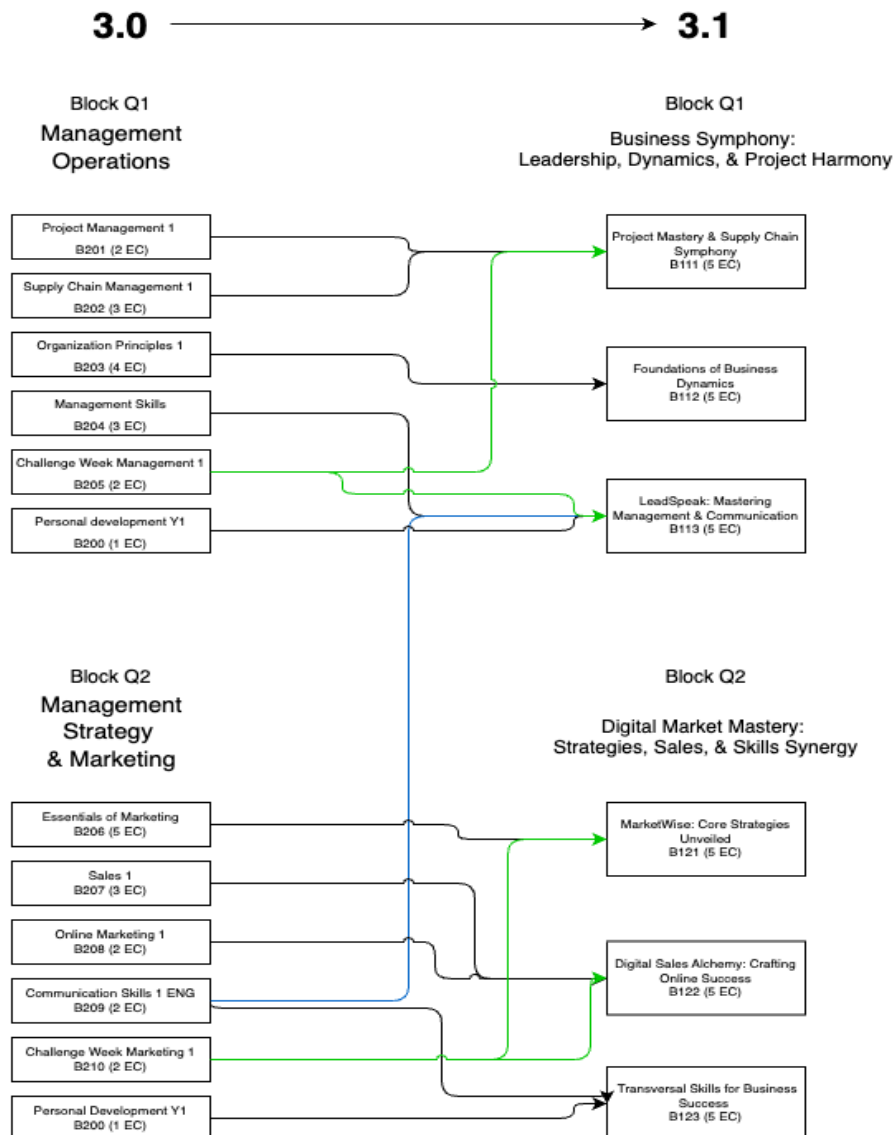 3.0
3.1
Block Q1
Management
Operations
Block Q1
Business Symphony:
Leadership, Dynamics, & Project Harmony
Project Management 1
B201 (2 EC)
Supply Chain Management 1
B202 (3 EC)
Organization Principles 1
B203 (4 EC)
Management Skills
B204 (3 EC)
Challenge Week Management 1
B205 (2 EC)
Personal development Y1
B200 (1 EC)
Project Mastery & Supply Chain
Symphony
B111 (5 EC)
Foundations of Business
Dynamics
B112 (5 EC)
LeadSpeak: Mastering
Management & Communication
B113 (5 EC)
Block Q2
Management
Strategy
& Marketing
Block Q2
Digital Market Mastery:
Strategies, Sales, & Skills Synergy
Essentials of Marketing
B206 (5 EC)
Sales 1
B207 (3 EC)
Online Marketing 1
B208 (2 EC)
Communication Skills 1 ENG
B209 (2 EC)
Challenge Week Marketing 1
B210 (2 EC)
Personal Development Y1
B200 (1 EC)
MarketWise: Core Strategies
Unveiled
B121 (5 EC)
Digital Sales Alchemy: Crafting
Online Success
B122 (5 EC)
Transversal Skills for Business
Success
B123 (5 EC)